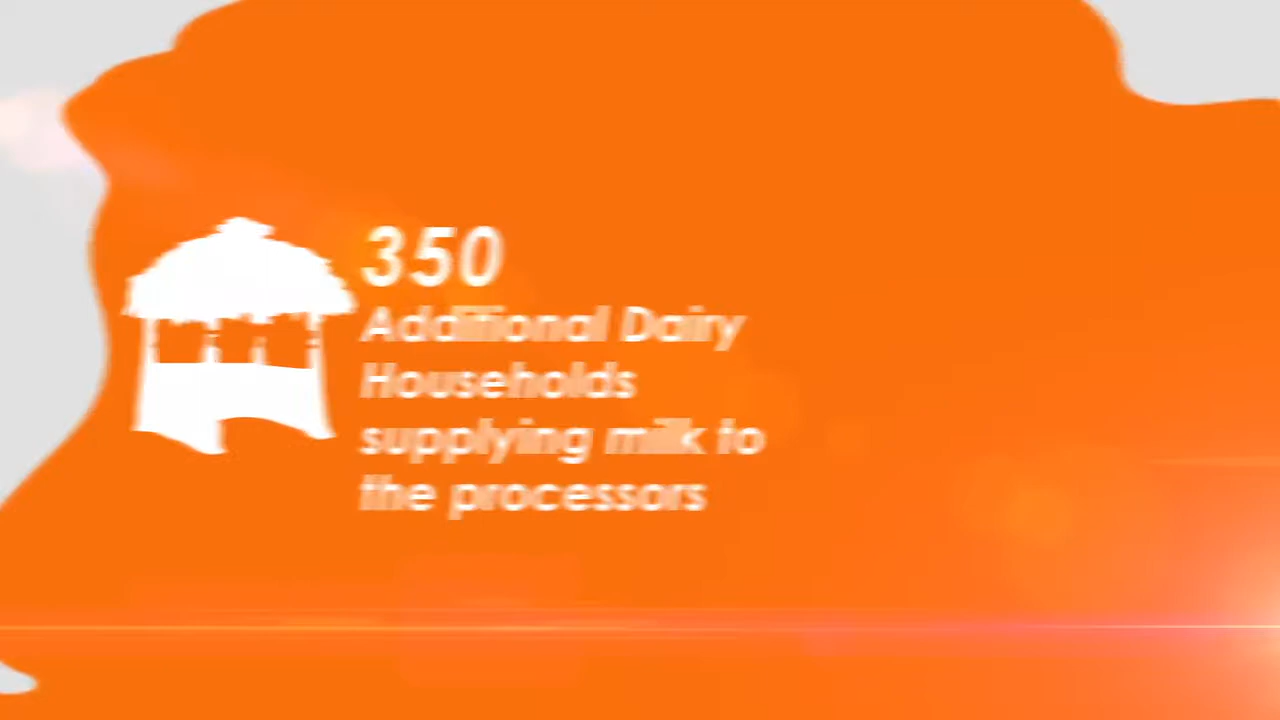 350
Additional Dairy
Households
supplying milk to
the processors